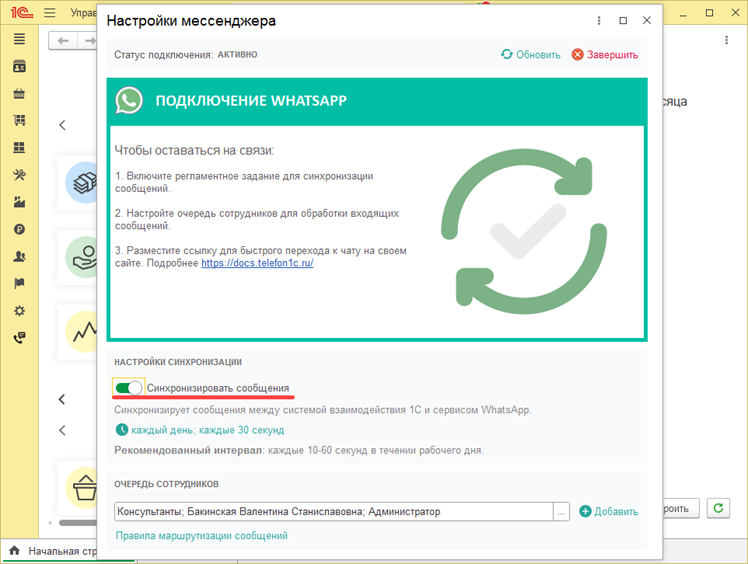 1С
Управ
Настройки мессенджера
Статус подключения: АКТИВНО
Обновить
Завершить
ПОДКЛЮЧЕНИЕ WHATSAPP
Чтобы оставаться на связи:
1. Включите регламентное задание для синхронизации
сообщений.
2. Настройте очередь сотрудников для обработки входящих
сообщений.
3. Разместите ссылку для быстрого перехода к чату на своем
сайте. Подробнее https://docs.telefon1c.ru/
сяца
НАСТРОЙКИ СИНХРОНИЗАЦИИ
Синхронизировать сообщения
Синхронизирует сообщения между системой взаимодействия 1С и сервисом WhatsApp.
каждый день; каждые 30 секунд
Рекомендованный интервал: каждые 10-60 секунд в течении рабочего дня.
ОЧЕРЕДЬ СОТРУДНИКОВ
Консультанты; Бакинская Валентина Станиславовна; Администратор
...
Добавить
роить
Правила маршрутизации сообщений
Начальная стр